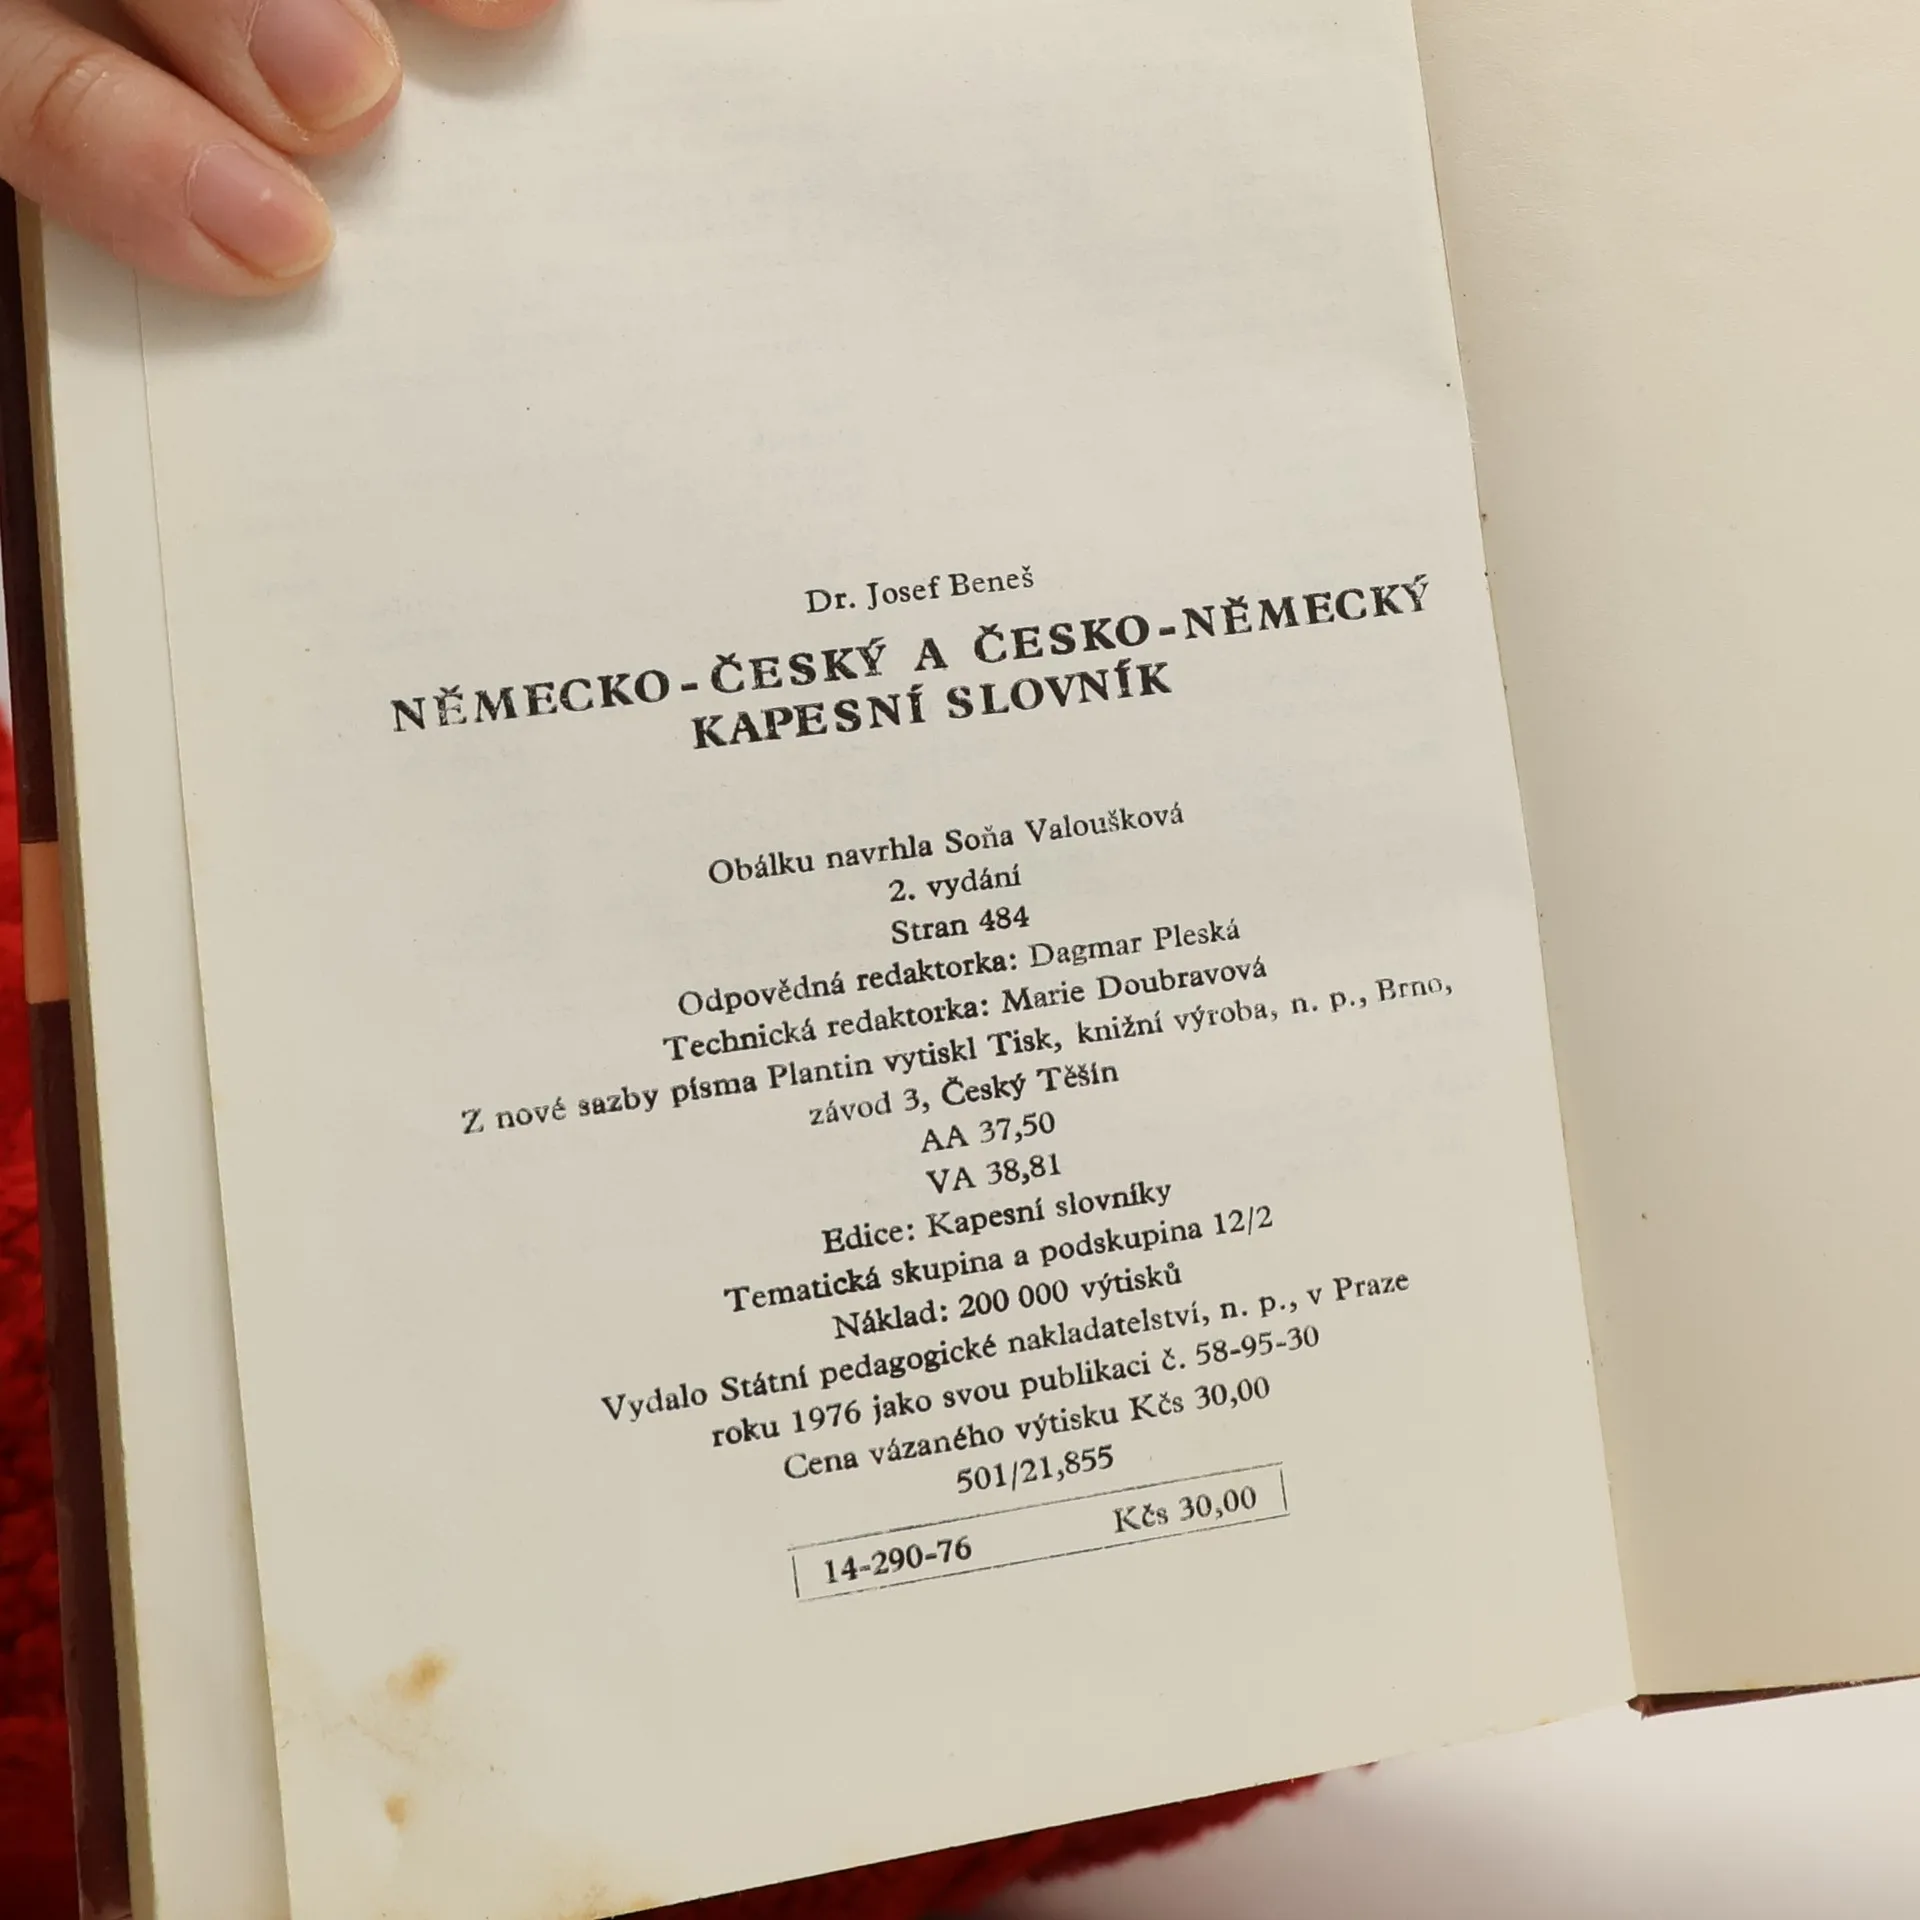 Dr. Josef Beneš
NĚMECKO-ČESKÝ A ČESKO-NĚMECKÝ
KAPESNÍ SLOVNÍK
Obálku navrhla Soňa Valoušková
2. vydání
Stran 484
Odpovědná redaktorka: Dagmar Pleská
Technická redaktorka: Marie Doubravová
Z nové sazby písma Plantin vytiskl Tisk, knižní výroba, n. p., Brno,
závod 3, Český Těšín
AA 37,50
VA 38,81
Edice: Kapesní slovníky
Tematická skupina a podskupina 12/2
Náklad: 200 000 výtisků
Vydalo Státní pedagogické nakladatelství, n. p., v Praze
roku 1976 jako svou publikaci č. 58-95-30
Cena vázaného výtisku Kčs 30,00
501/21,855
14-290-76 Kčs 30,00